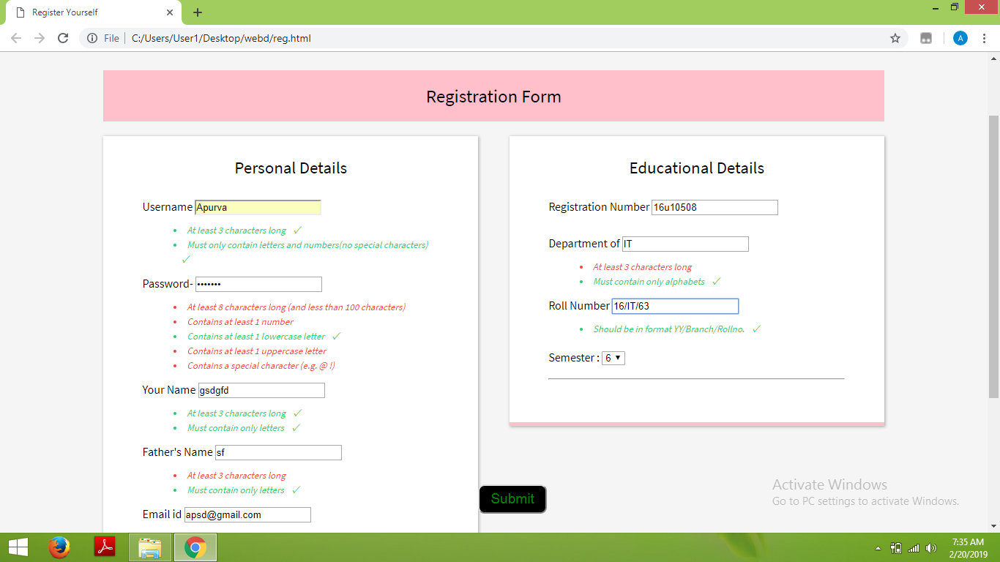 Register Yourself
File C:/Users/User1/Desktop/webd/reg.html
A
Registration Form
Personal Details
Username Apurva
At least 3 characters long ✓
Must only contain letters and numbers(no special characters)
✓
Password- •••••••
At least 8 characters long (and less than 100 characters)
Contains at least 1 number
Contains at least 1 lowercase letter ✓
Contains at least 1 uppercase letter
Contains a special character (e.g. @ !)
Your Name gsdgfd
At least 3 characters long ✓
Must contain only letters ✓
Father's Name sf
At least 3 characters long
Must contain only letters ✓
Email id apsd@gmail.com
Educational Details
Registration Number 16u10508
Department of IT
At least 3 characters long
Must contain only alphabets ✓
Roll Number 16/IT/63
Should be in format YY/Branch/Rollno. ✓
Semester : 6
Submit
Activate Windows
Go to PC settings to activate Windows.
7:35 AM
2/20/2019